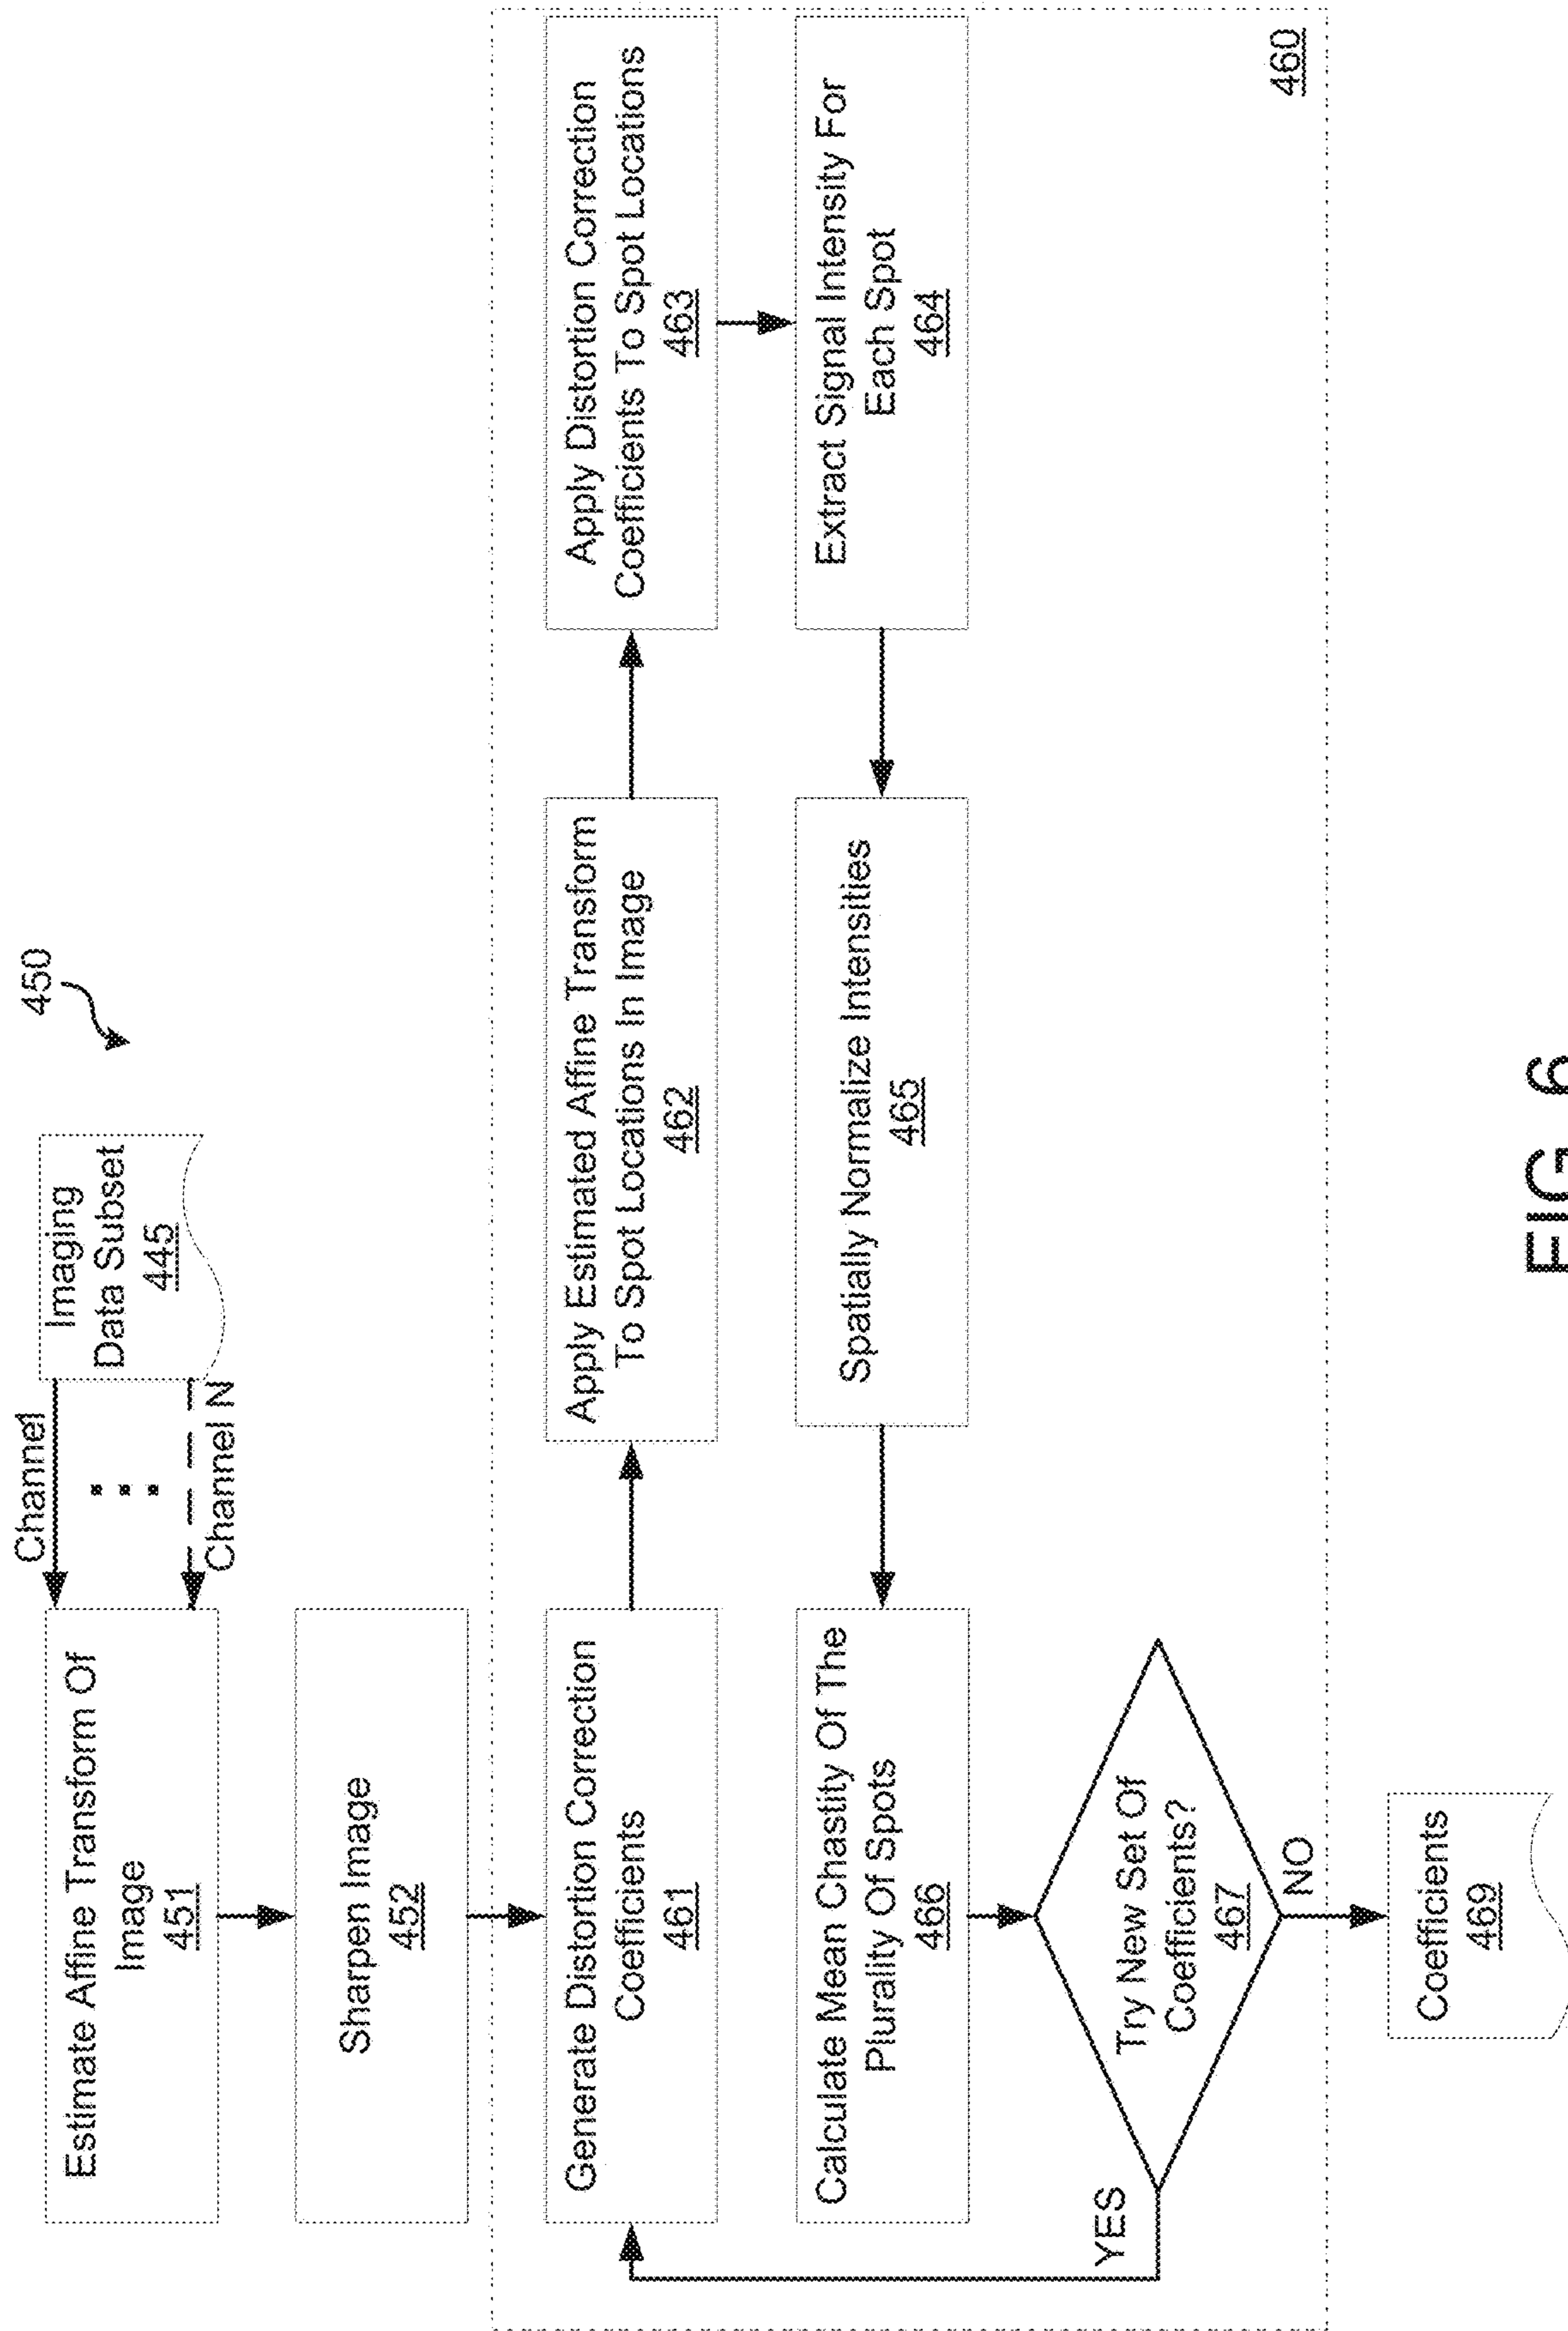 450
Estimate Affine Transform Of
Image
451
Channel
Channel N
Imaging
Data Subset
445
Sharpen Image
452
Generate Distortion Correction
Coefficients
461
Apply Estimated Affine Transform
To Spot Locations In Image
462
Apply Distortion Correction
Coefficients To Spot Locations
463
Calculate Mean Chastity Of The
Plurality Of Spots
466
Spatially Normalize Intensities
465
Extract Signal Intensity For
Each Spot
464
YES
Try New Set Of
Coefficients?
467
NO
460
Coefficients
469
FIG. 6